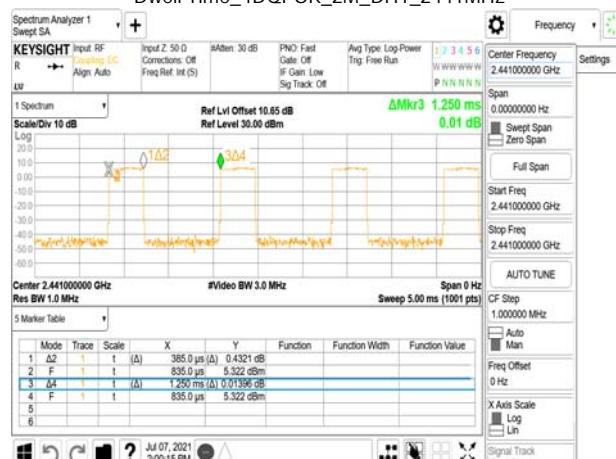 Spectrum Analyzer 1
Swept SA
+
Frequency
Settings
KEYSIGHT
R
Input: RF
Coupling: DC
Align: Auto
Input Z: 50 Ω
Corrections: Off
Freq Ref: Int (S)
#Atten: 30 dB
PNO: Fast
Gate: Off
IF Gain: Low
Sig Track: Off
Avg Type: Log-Power
Trig: Free Run
1 2 3 4 5 6
W W W W W W
P N N N N N
Center Frequency
2.441000000 GHz
Span
0.00000000 Hz
Swept Span
Zero Span
Full Span
Start Freq
2.441000000 GHz
Stop Freq
2.441000000 GHz
AUTO TUNE
CF Step
1.000000 MHz
Auto
Man
Freq Offset
0 Hz
X Axis Scale
Log
Lin
Signal Track
1 Spectrum
Scale/Div 10 dB
Log
Ref Lvl Offset 10.65 dB
Ref Level 30.00 dBm
ΔMkr3 1.250 ms
0.01 dB
20.0
10.0
0.00
-10.0
-20.0
-30.0
-40.0
-50.0
-60.0
1Δ2
3Δ4
Center 2.441000000 GHz
Res BW 1.0 MHz
#Video BW 3.0 MHz
Span 0 Hz
Sweep 5.00 ms (1001 pts)
5 Marker Table
Mode Trace Scale X Y Function Function Width Function Value
1 Δ2 1 t (Δ) 385.0 μs (Δ) 0.4321 dB
2 F 1 t 835.0 μs 5.322 dBm
3 Δ4 1 t (Δ) 1.250 ms (Δ) 0.01396 dB
4 F 1 t 835.0 μs 5.322 dBm
5
6
?
Jul 07, 2021